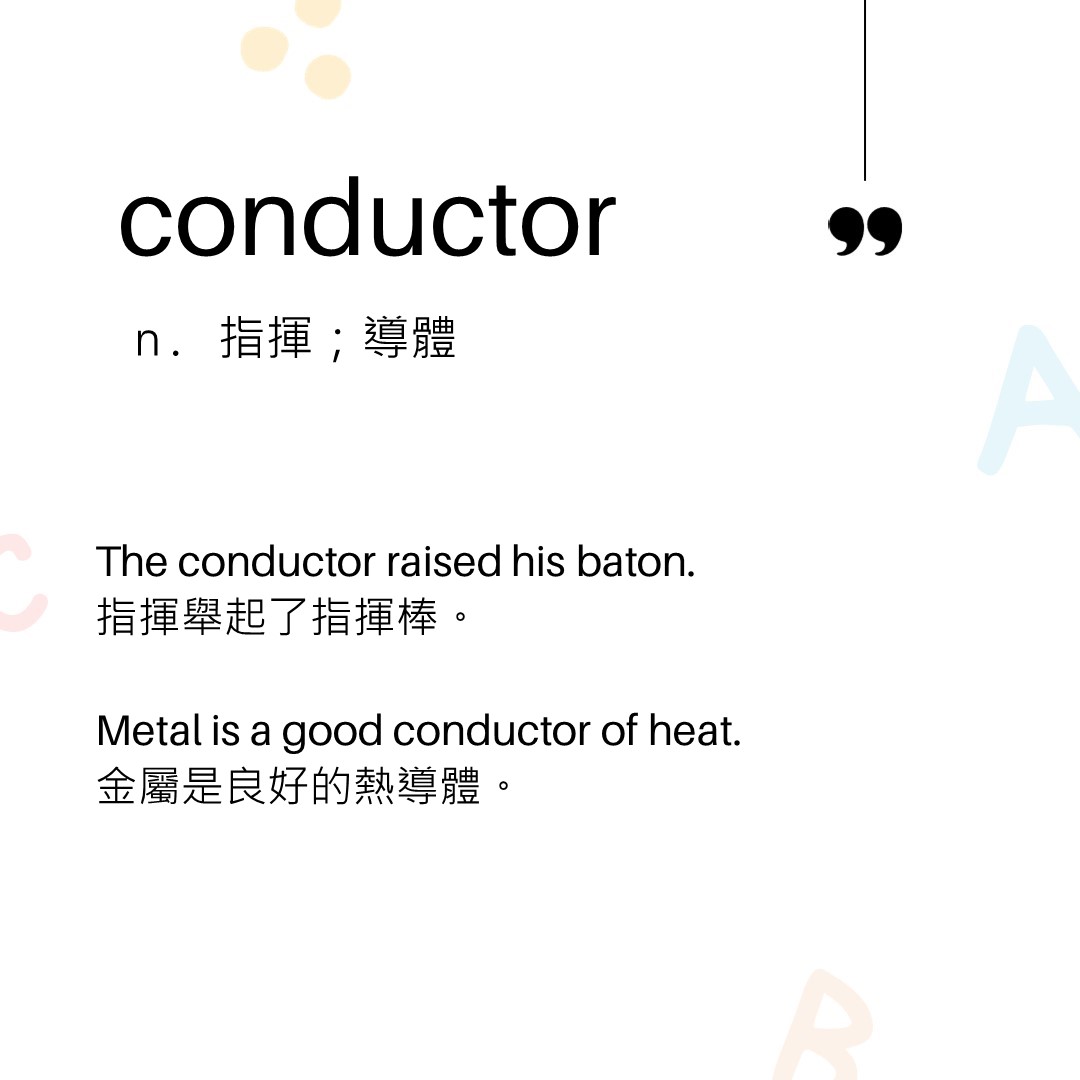 conductor
”
n. 指揮；導體
The conductor raised his baton.
指揮舉起了指揮棒。
Metal is a good conductor of heat.
金屬是良好的熱導體。
A
C
R